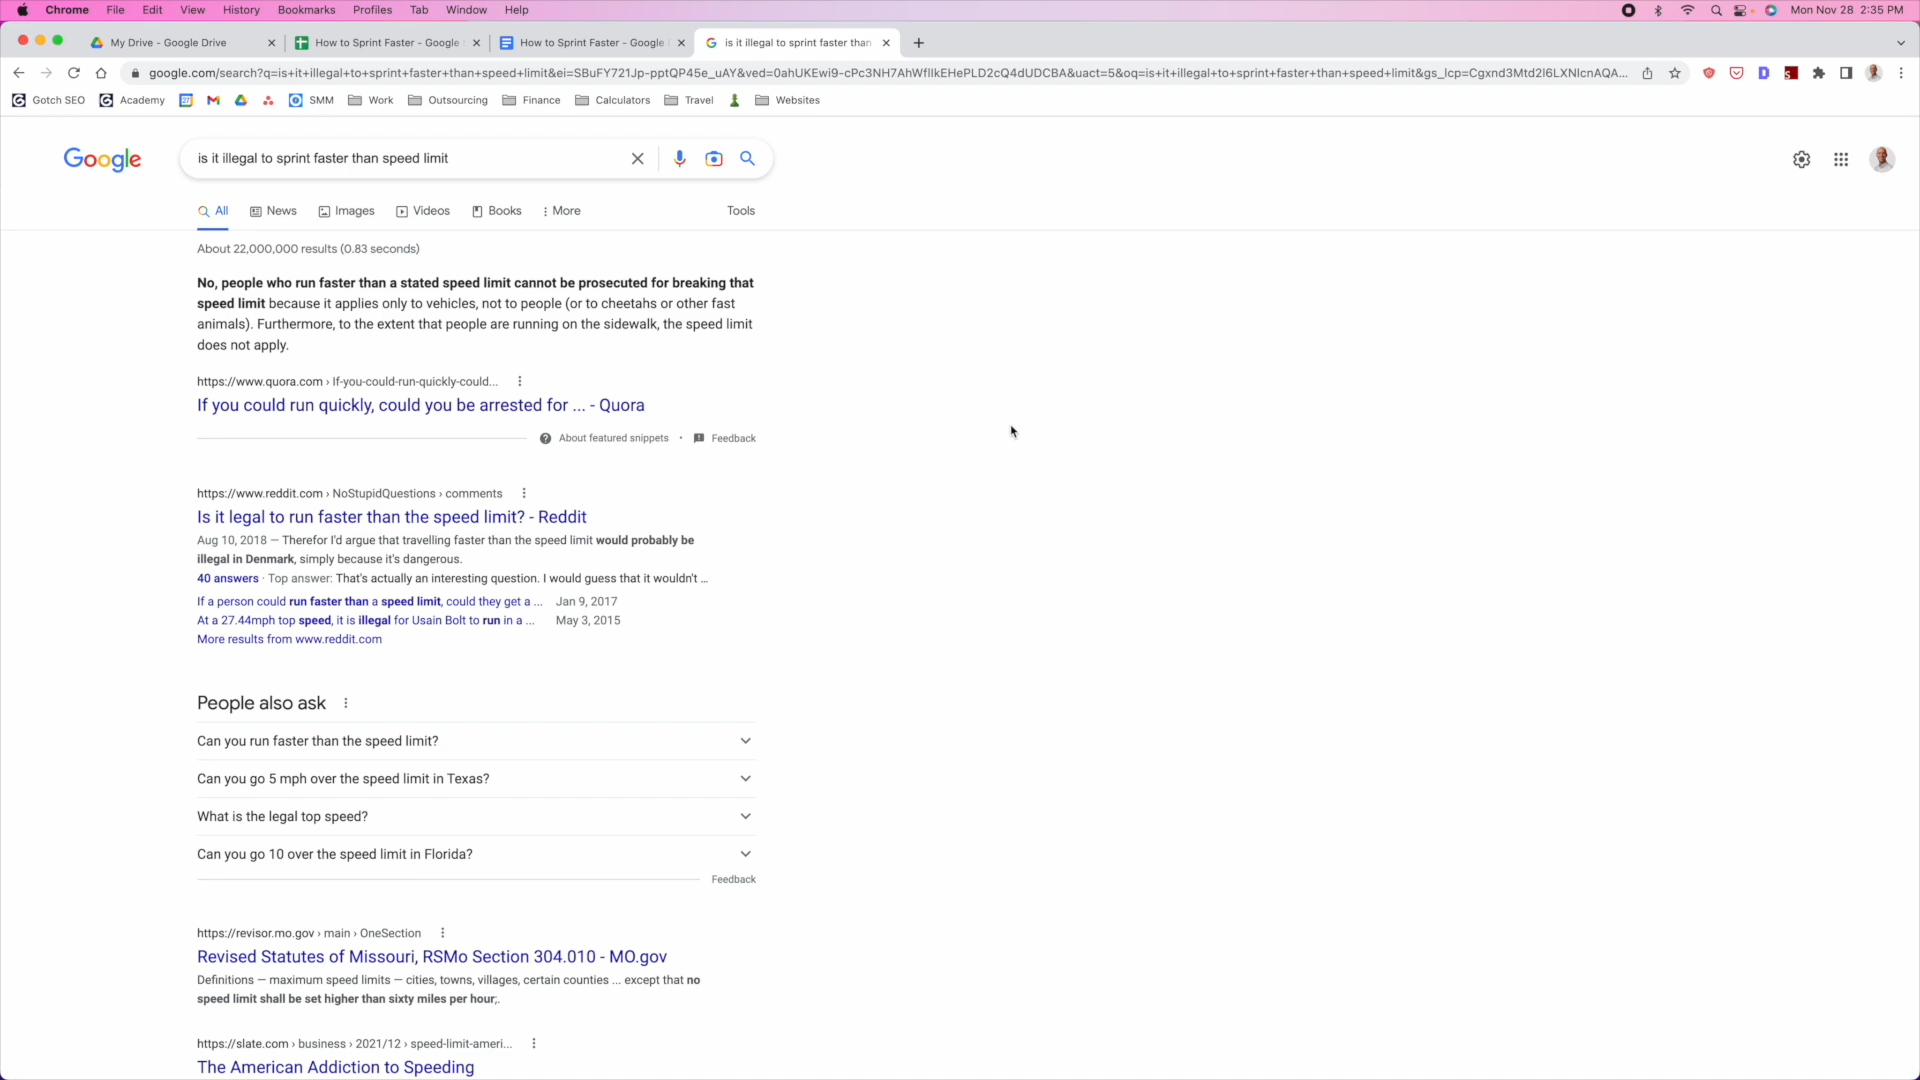 Chrome File Edit View History Bookmarks Profiles Tab Window Help Mon Nov 28 2:35 PM
My Drive - Google Drive How to Sprint Faster - Google How to Sprint Faster - Google is it illegal to sprint faster than
google.com/search?q=is+it+illegal+to+sprint+faster+than+speed+limit&ei=SBuFY721Jp-pptQP45e_uAY&ved=0ahUKEwi9-cPc3NH7AhWfIIkEHePLD2cQ4dUDCBA&uact=5&oq=is+it+illegal+to+sprint+faster+than+speed+limit&gs_lcp=Cgxnd3Mtd2l6LXNlcnAQA...
Gotch SEO Academy SMM Work Outsourcing Finance Calculators Travel Websites
Google is it illegal to sprint faster than speed limit
All News Images Videos Books More Tools
About 22,000,000 results (0.83 seconds)
No, people who run faster than a stated speed limit cannot be prosecuted for breaking that
speed limit because it applies only to vehicles, not to people (or to cheetahs or other fast
animals). Furthermore, to the extent that people are running on the sidewalk, the speed limit
does not apply.
https://www.quora.com › If-you-could-run-quickly-could...
If you could run quickly, could you be arrested for ... - Quora
About featured snippets • Feedback
https://www.reddit.com › NoStupidQuestions › comments
Is it legal to run faster than the speed limit? - Reddit
Aug 10, 2018 — Therefor I'd argue that travelling faster than the speed limit would probably be
illegal in Denmark, simply because it's dangerous.
40 answers · Top answer: That's actually an interesting question. I would guess that it wouldn't ...
If a person could run faster than a speed limit, could they get a ... Jan 9, 2017
At a 27.44mph top speed, it is illegal for Usain Bolt to run in a ... May 3, 2015
More results from www.reddit.com
People also ask
Can you run faster than the speed limit?
Can you go 5 mph over the speed limit in Texas?
What is the legal top speed?
Can you go 10 over the speed limit in Florida?
Feedback
https://revisor.mo.gov › main › OneSection
Revised Statutes of Missouri, RSMo Section 304.010 - MO.gov
Definitions — maximum speed limits — cities, towns, villages, certain counties ... except that no
speed limit shall be set higher than sixty miles per hour;.
https://slate.com › business › 2021/12 › speed-limit-ameri...
The American Addiction to Speeding